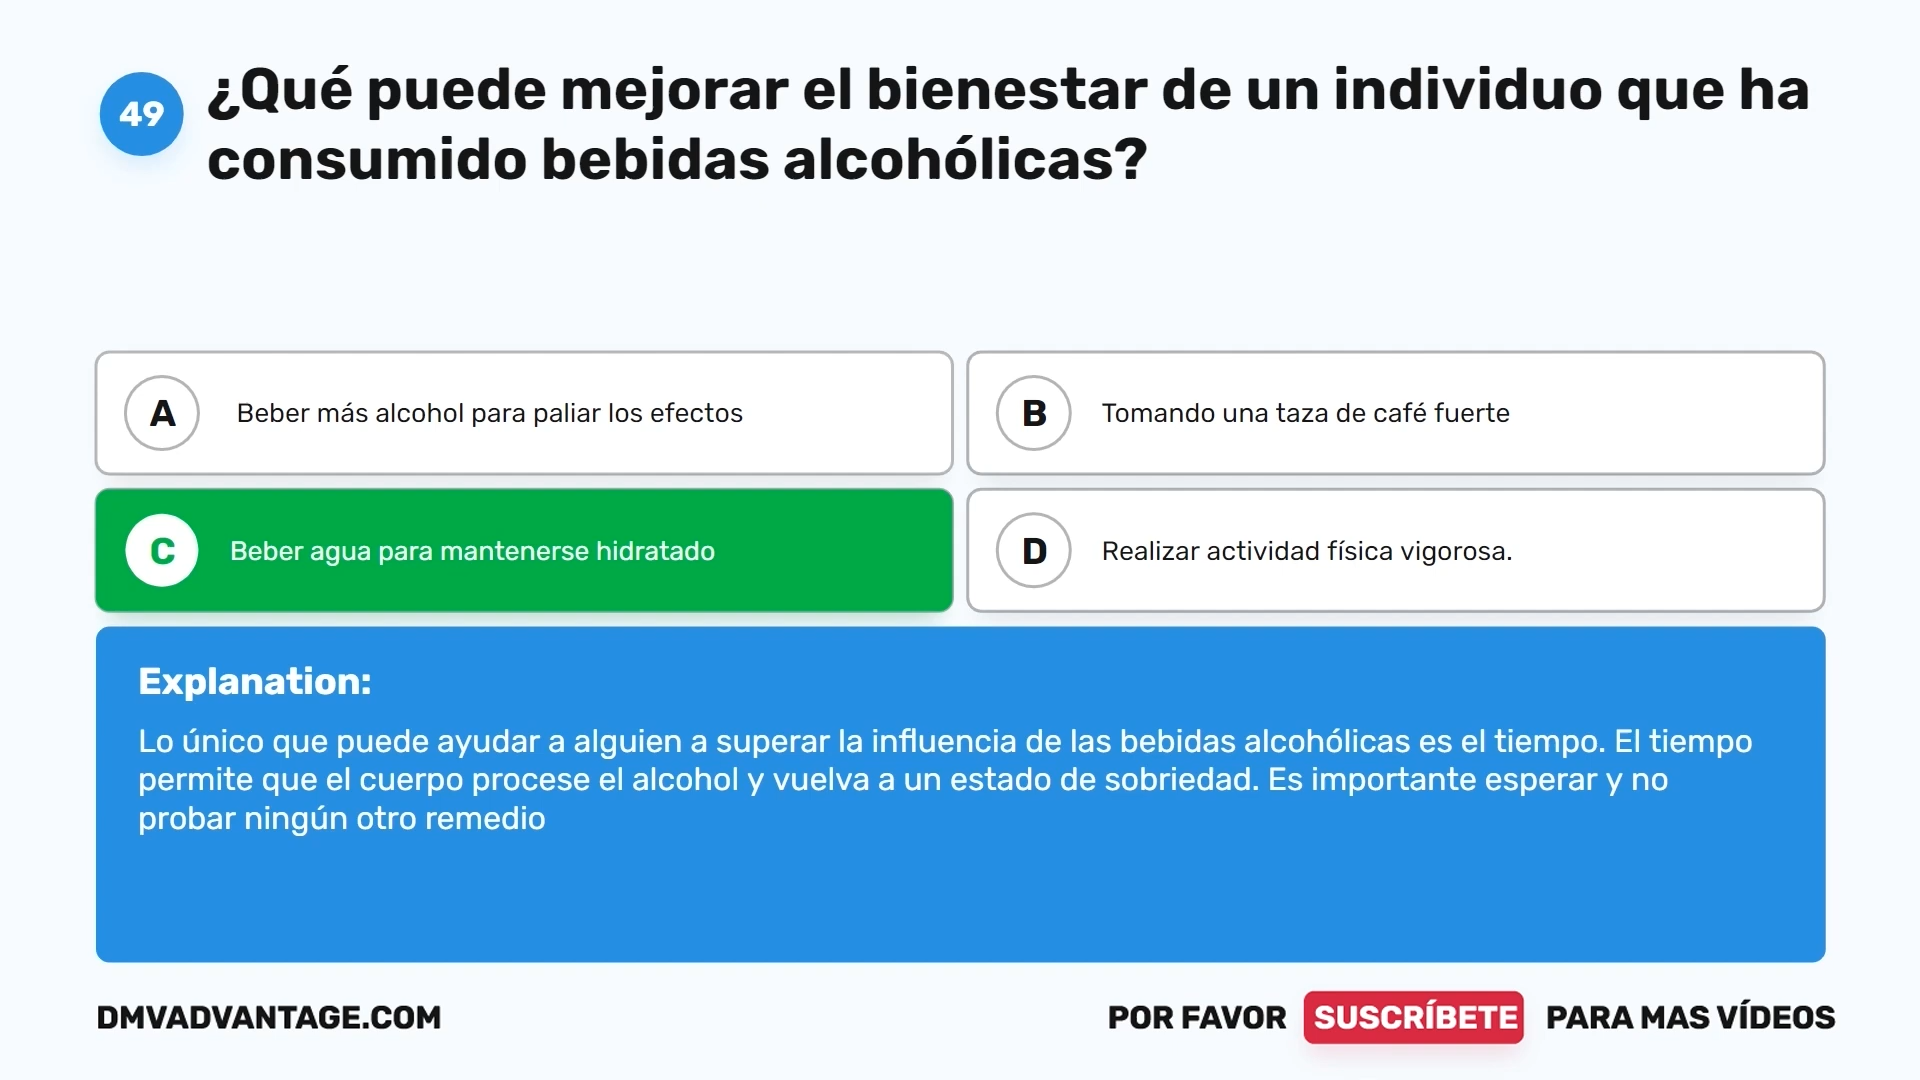 49
¿Qué puede mejorar el bienestar de un individuo que ha
consumido bebidas alcohólicas?
A Beber más alcohol para paliar los efectos
B Tomando una taza de café fuerte
C Beber agua para mantenerse hidratado
D Realizar actividad física vigorosa.
Explanation:
Lo único que puede ayudar a alguien a superar la influencia de las bebidas alcohólicas es el tiempo. El tiempo
permite que el cuerpo procese el alcohol y vuelva a un estado de sobriedad. Es importante esperar y no
probar ningún otro remedio
DMVADVANTAGE.COM
POR FAVOR SUSCRÍBETE PARA MAS VÍDEOS